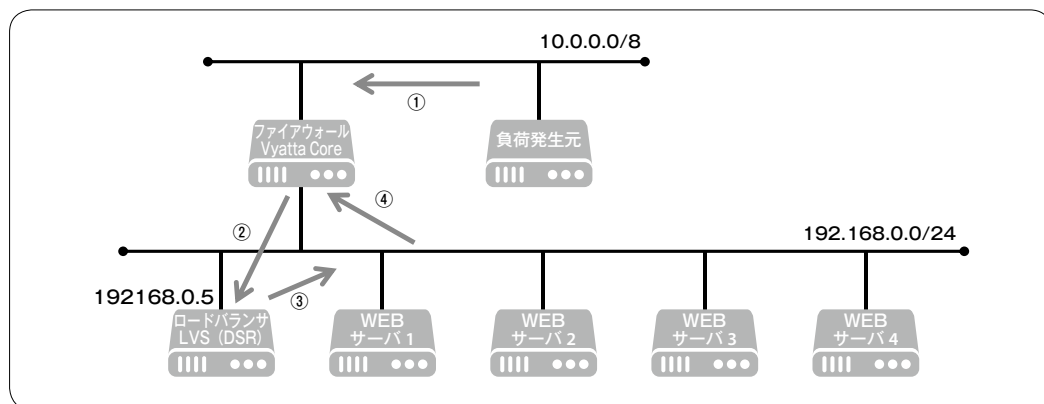 10.0.0.0/8
①
ファイアウォール
Vyatta Core
負荷発生元
④
②
192.168.0.0/24
192168.0.5
③
ロードバランサ
LVS（DSR）
WEB
サーバ 1
WEB
サーバ 2
WEB
サーバ 3
WEB
サーバ 4